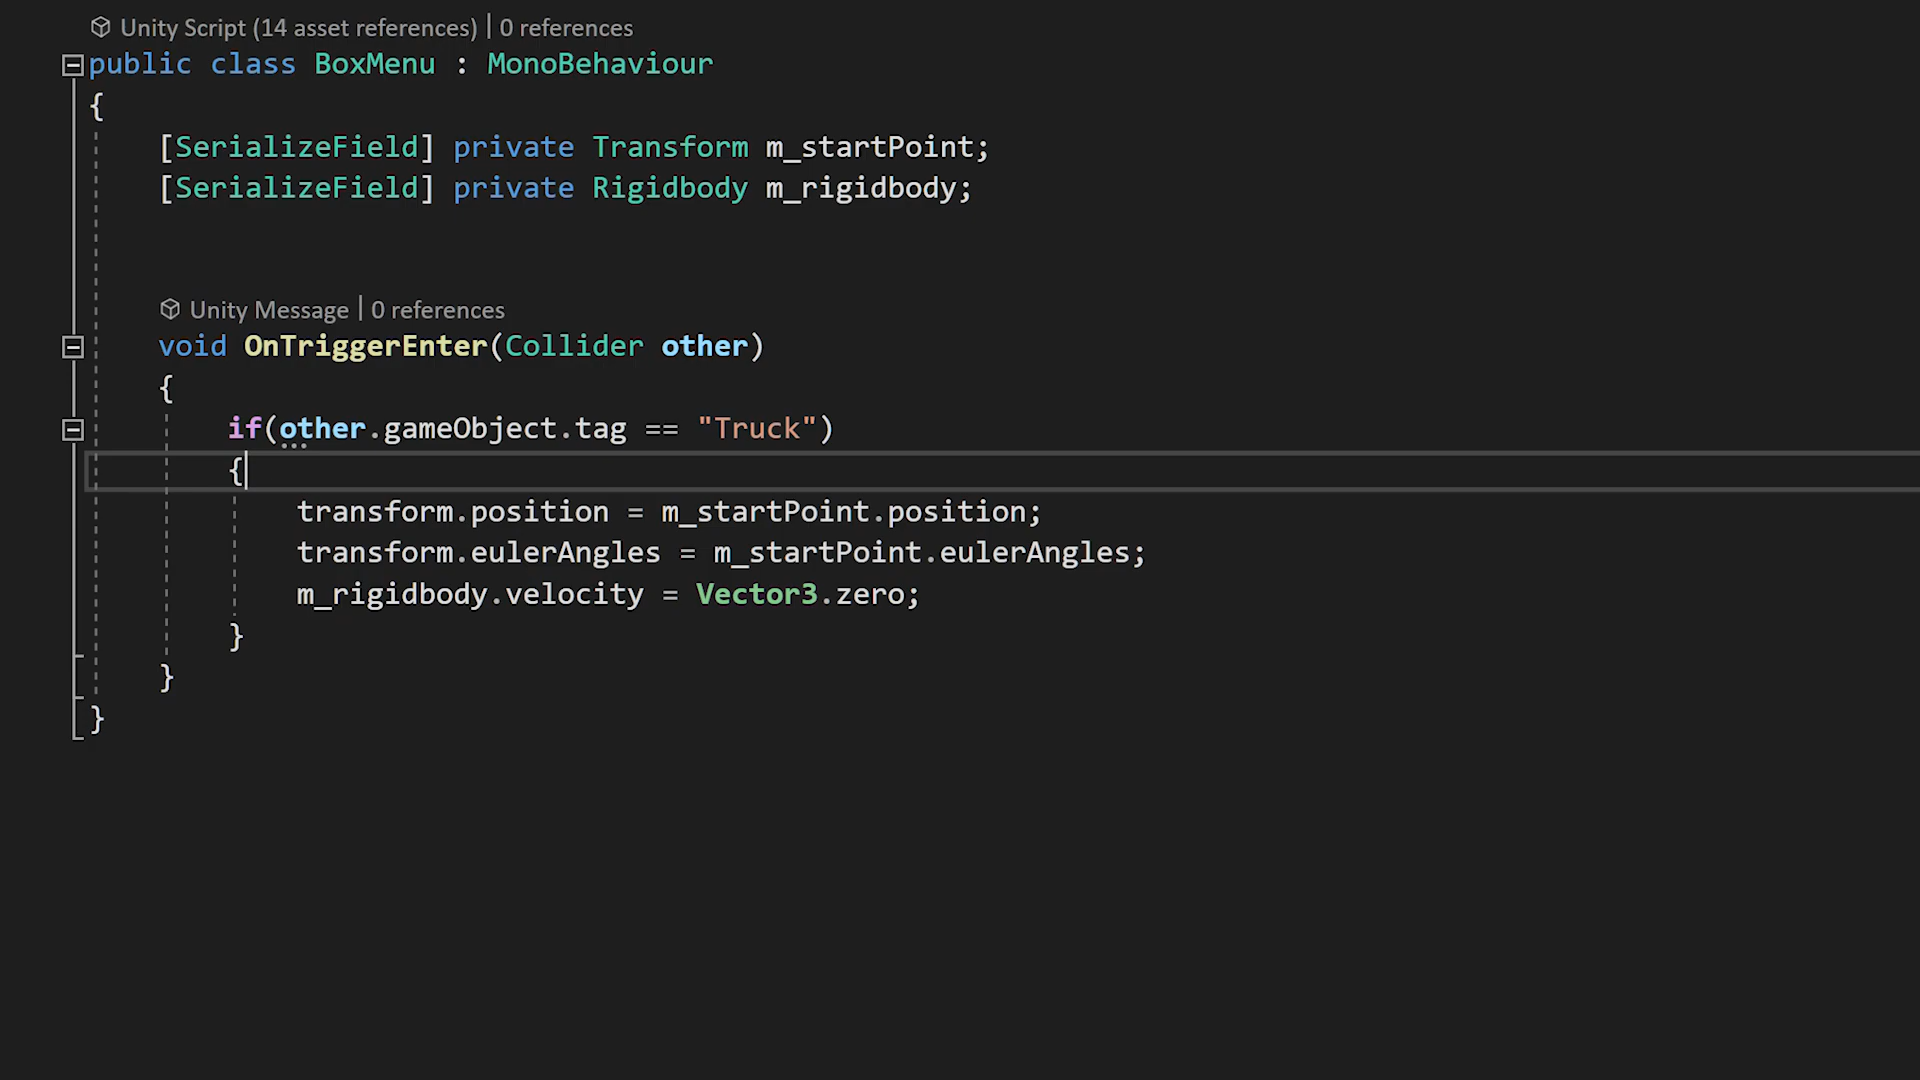 Unity Script (14 asset references) | 0 references
public class BoxMenu : MonoBehaviour
{
[SerializeField] private Transform m_startPoint;
[SerializeField] private Rigidbody m_rigidbody;
Unity Message | 0 references
void OnTriggerEnter(Collider other)
{
if(other.gameObject.tag == "Truck")
{
transform.position = m_startPoint.position;
transform.eulerAngles = m_startPoint.eulerAngles;
m_rigidbody.velocity = Vector3.zero;
}
}
}